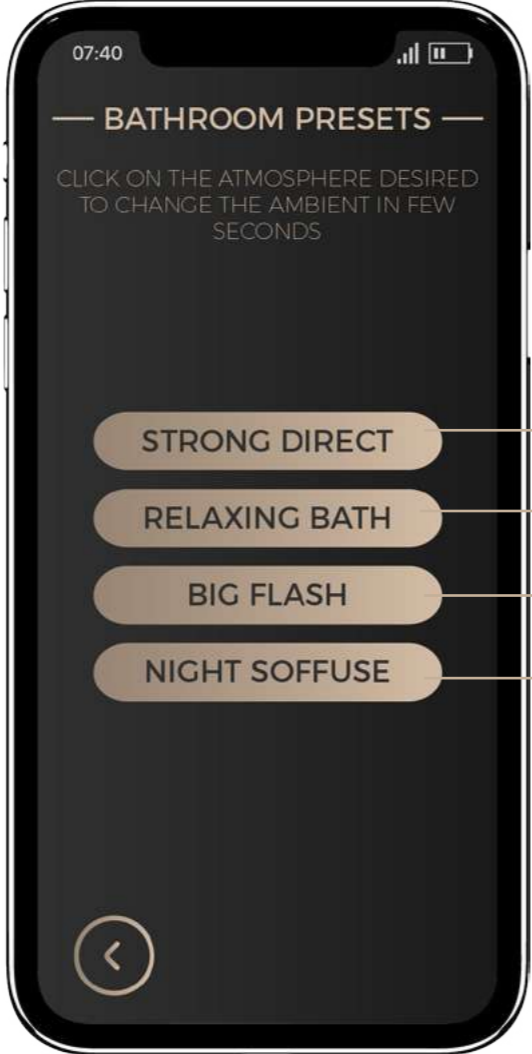 07:40
BATHROOM PRESETS
CLICK ON THE ATMOSPHERE DESIRED
TO CHANGE THE AMBIENT IN FEW
SECONDS
STRONG DIRECT
RELAXING BATH
BIG FLASH
NIGHT SOFFUSE